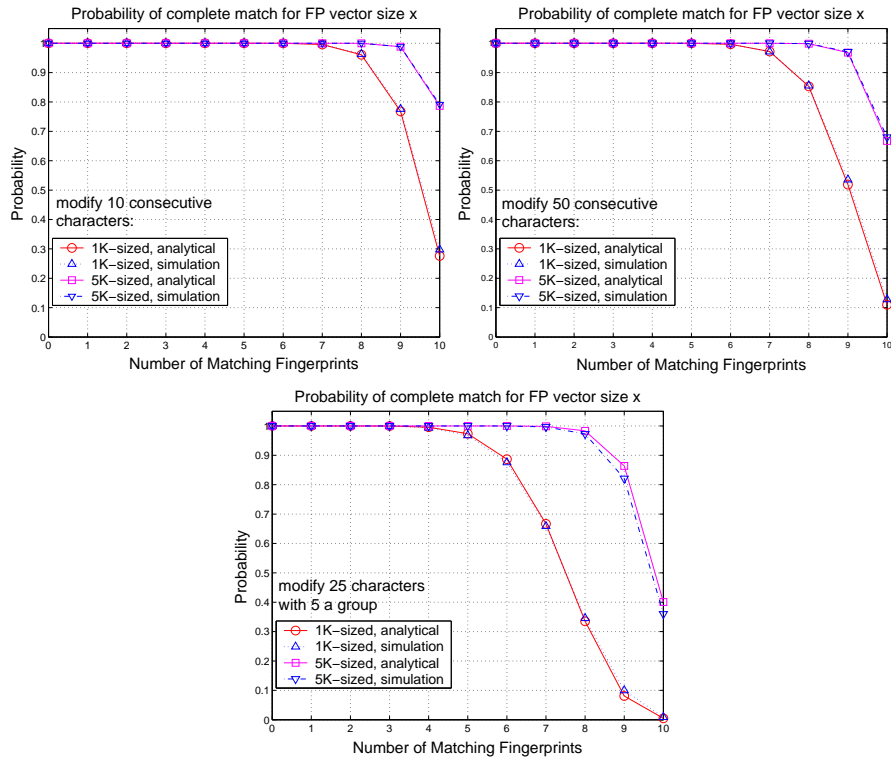 Probability of complete match for FP vector size x
1
0.9
0.8
0.7
0.6
0.5
0.4
0.3
0.2
0.1
0
Probability
modify 10 consecutive
characters:
1K-sized, analytical
1K-sized, simulation
5K-sized, analytical
5K-sized, simulation
0 1 2 3 4 5 6 7 8 9 10
Number of Matching Fingerprints
Probability of complete match for FP vector size x
1
0.9
0.8
0.7
0.6
0.5
0.4
0.3
0.2
0.1
0
Probability
modify 50 consecutive
characters:
1K-sized, analytical
1K-sized, simulation
5K-sized, analytical
5K-sized, simulation
0 1 2 3 4 5 6 7 8 9 10
Number of Matching Fingerprints
Probability of complete match for FP vector size x
1
0.9
0.8
0.7
0.6
0.5
0.4
0.3
0.2
0.1
0
Probability
modify 25 characters
with 5 a group
1K-sized, analytical
1K-sized, simulation
5K-sized, analytical
5K-sized, simulation
0 1 2 3 4 5 6 7 8 9 10
Number of Matching Fingerprints